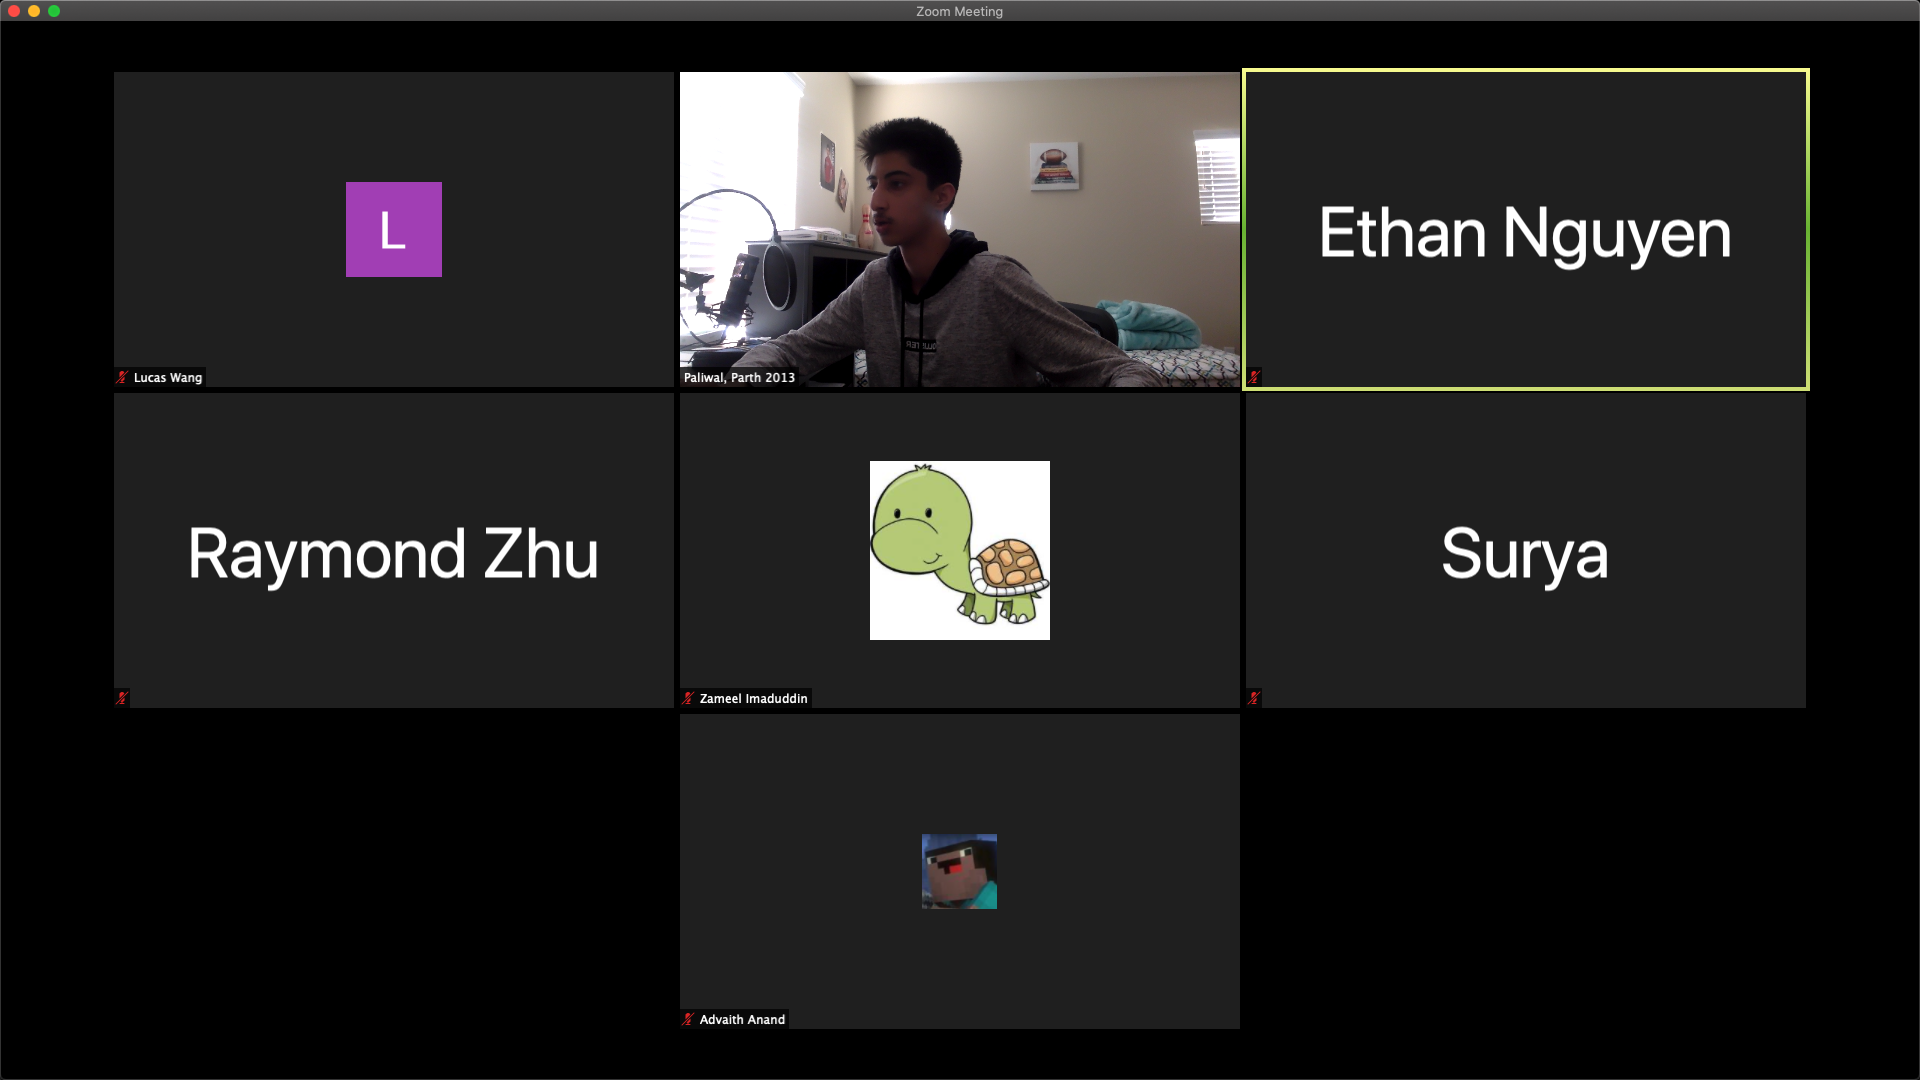 Zoom Meeting
L
Lucas Wang
Paliwal, Parth 2013
Ethan Nguyen
Raymond Zhu
Zameel Imaduddin
Surya
Advaith Anand